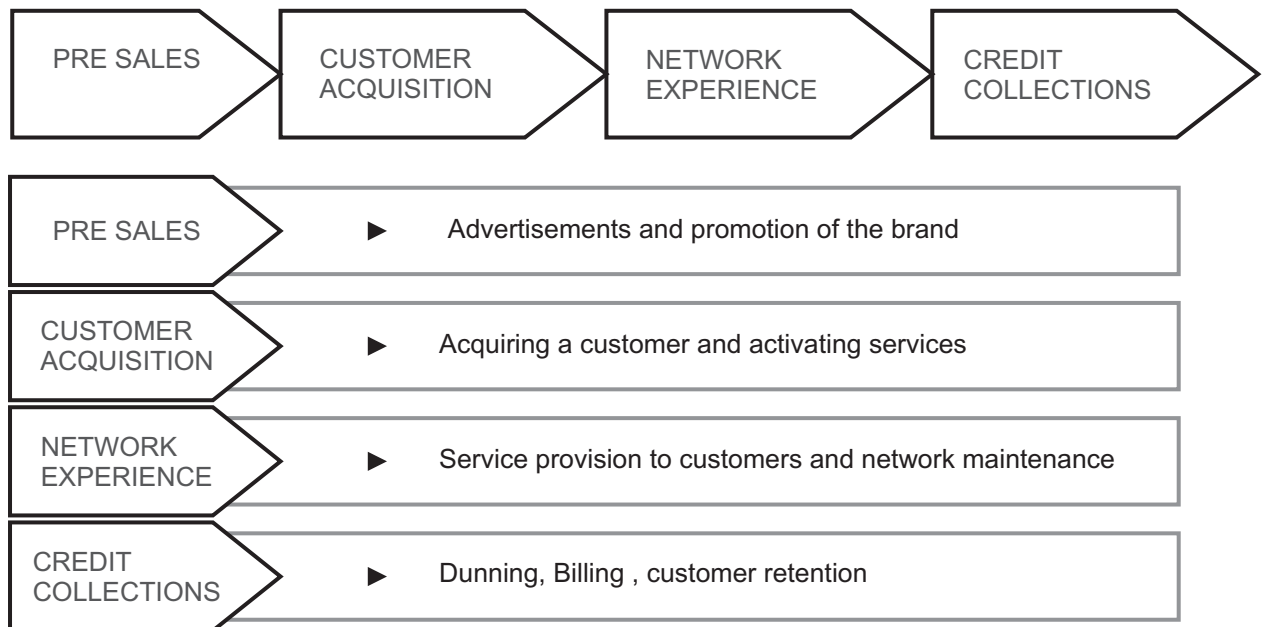 PRE SALES
CUSTOMER
ACQUISITION
NETWORK
EXPERIENCE
CREDIT
COLLECTIONS
PRE SALES
► Advertisements and promotion of the brand
CUSTOMER
ACQUISITION
► Acquiring a customer and activating services
NETWORK
EXPERIENCE
► Service provision to customers and network maintenance
CREDIT
COLLECTIONS
► Dunning, Billing , customer retention